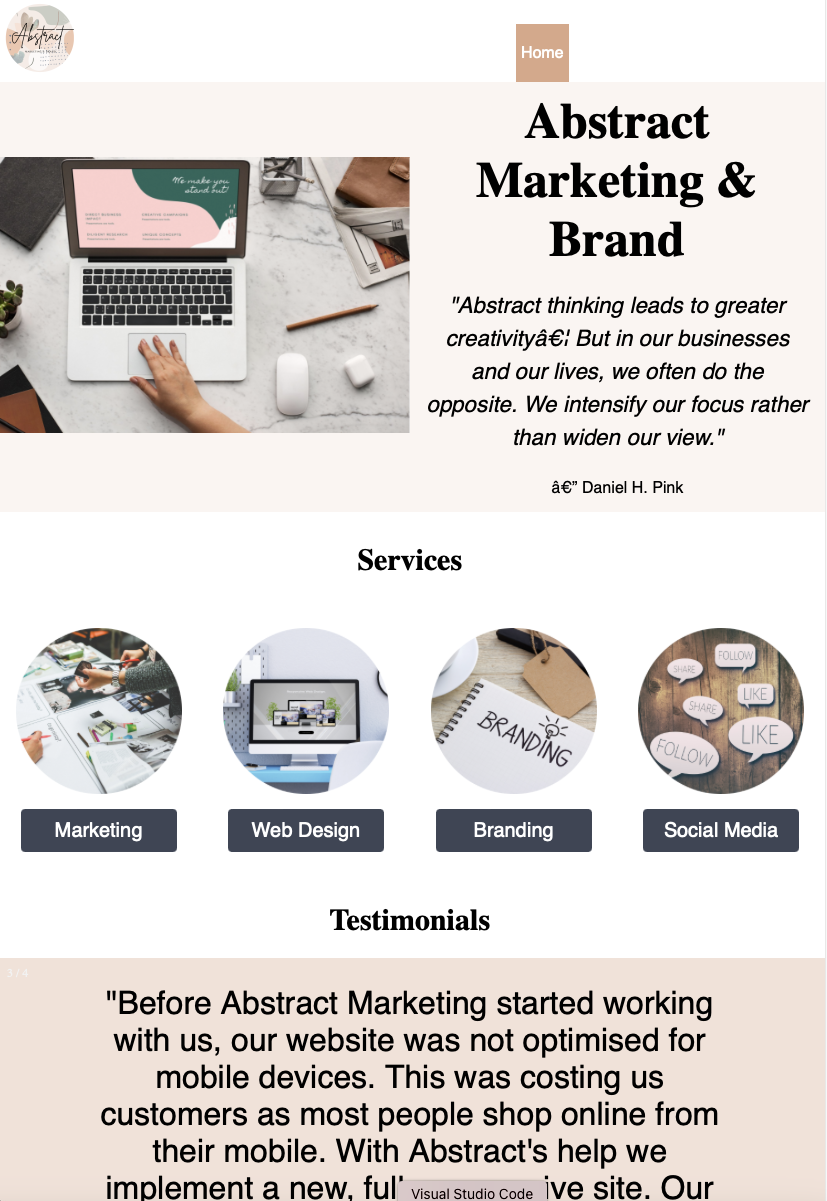 Abstract
Home
Abstract
Marketing &
Brand
We make you
stand out!
"Abstract thinking leads to greater
creativityâ€¦ But in our businesses
and our lives, we often do the
opposite. We intensify our focus rather
than widen our view."
â€” Daniel H. Pink
Services
SHARE
FOLLOW
LIKE
SHARE
LIKE
FOLLOW
BRANDING
Marketing
Web Design
Branding
Social Media
Testimonials
3 / 4
"Before Abstract Marketing started working
with us, our website was not optimised for
mobile devices. This was costing us
customers as most people shop online from
their mobile. With Abstract's help we
implement a new, ful ive site. Our
Visual Studio Code